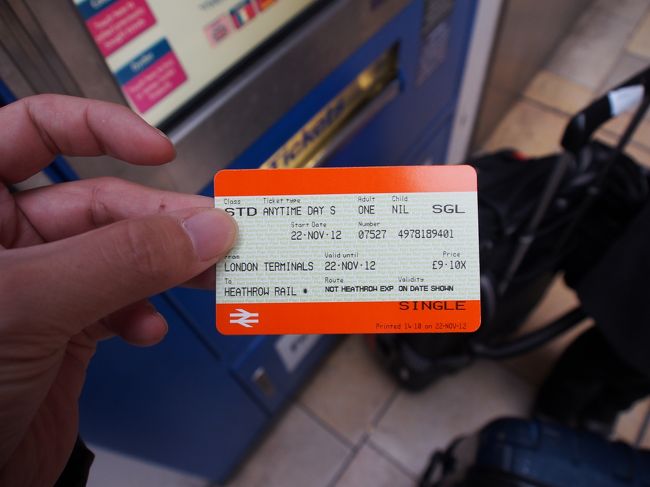 Tickets
Class Ticket type Adult Child
STD ANYTIME DAY S ONE NIL SGL
Start Date Number
22·NOV·12 07527 4978189401
From Valid until Price
LONDON TERMINALS 22·NOV·12 £9·10X
To Route Validity
HEATHROW RAIL * NOT HEATHROW EXP ON DATE SHOWN
SINGLE
Printed 14:10 on 22·NOV·12